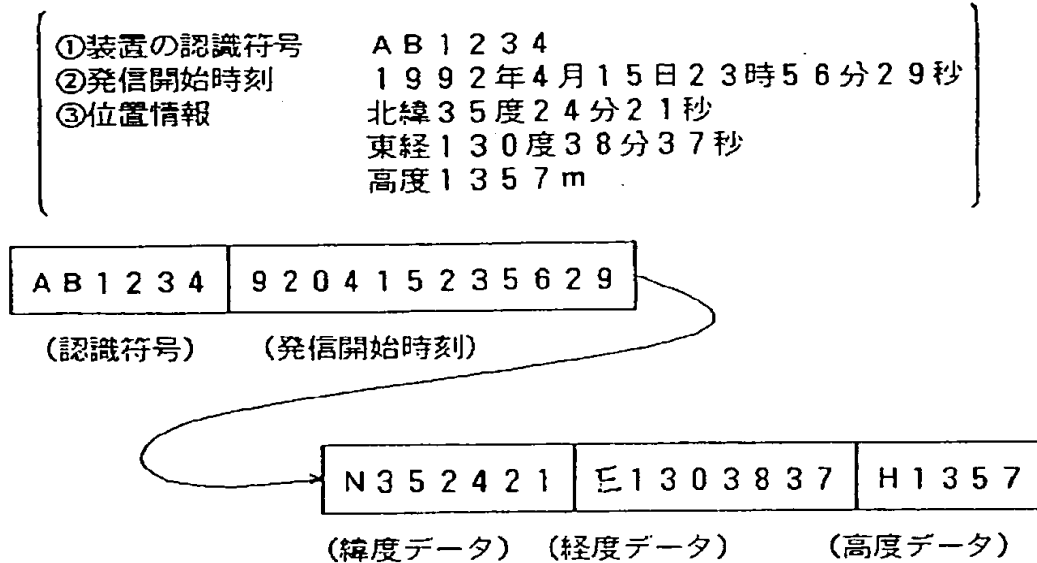 ①装置の認識符号 AB1234
②発信開始時刻 1992年4月15日23時56分29秒
③位置情報 北緯35度24分21秒
東経130度38分37秒
高度1357m
AB1234 920415235629
(認識符号) (発信開始時刻)
N352421 E1303837 H1357
(緯度データ) (経度データ) (高度データ)